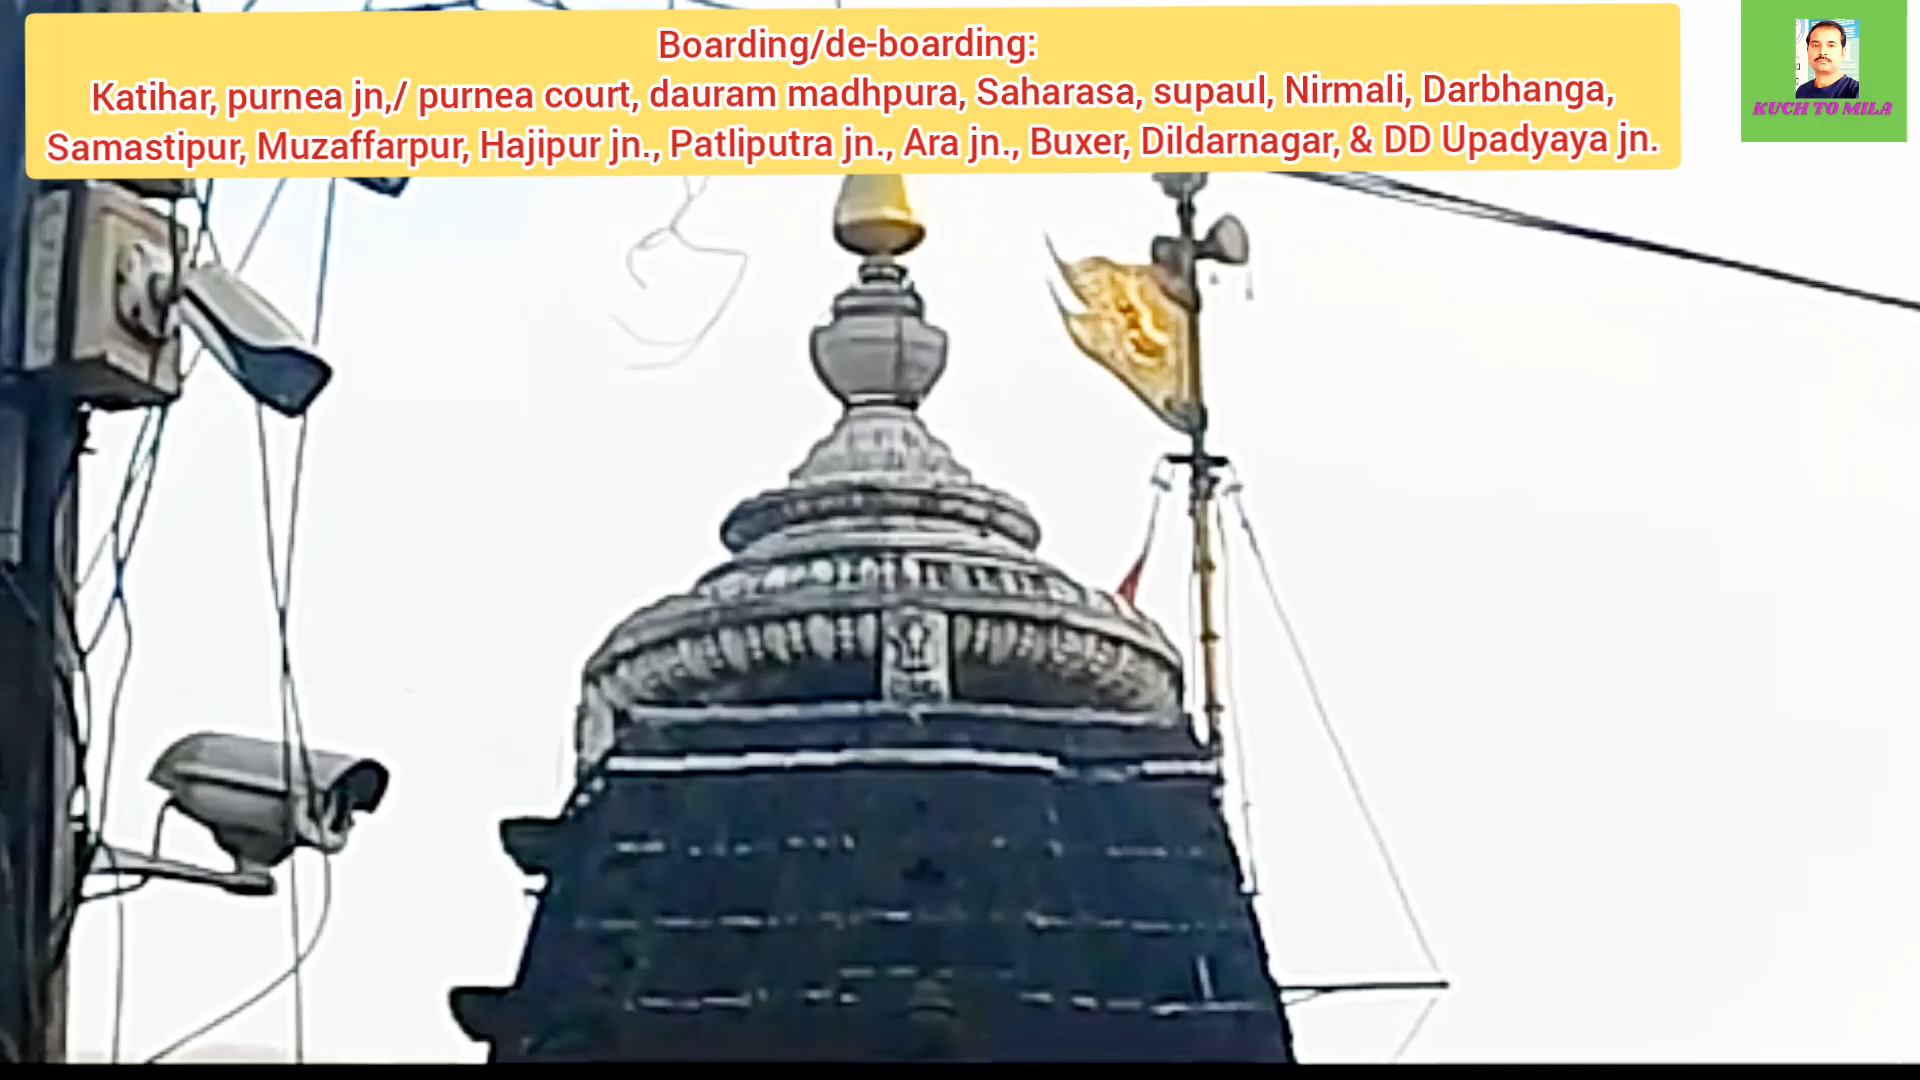 Boarding/de-boarding:
Katihar, purnea jn,/ purnea court, dauram madhpura, Saharasa, supaul, Nirmali, Darbhanga,
Samastipur, Muzaffarpur, Hajipur jn., Patliputra jn., Ara jn., Buxer, Dildarnagar, & DD Upadyaya jn.
KUCH TO MILA